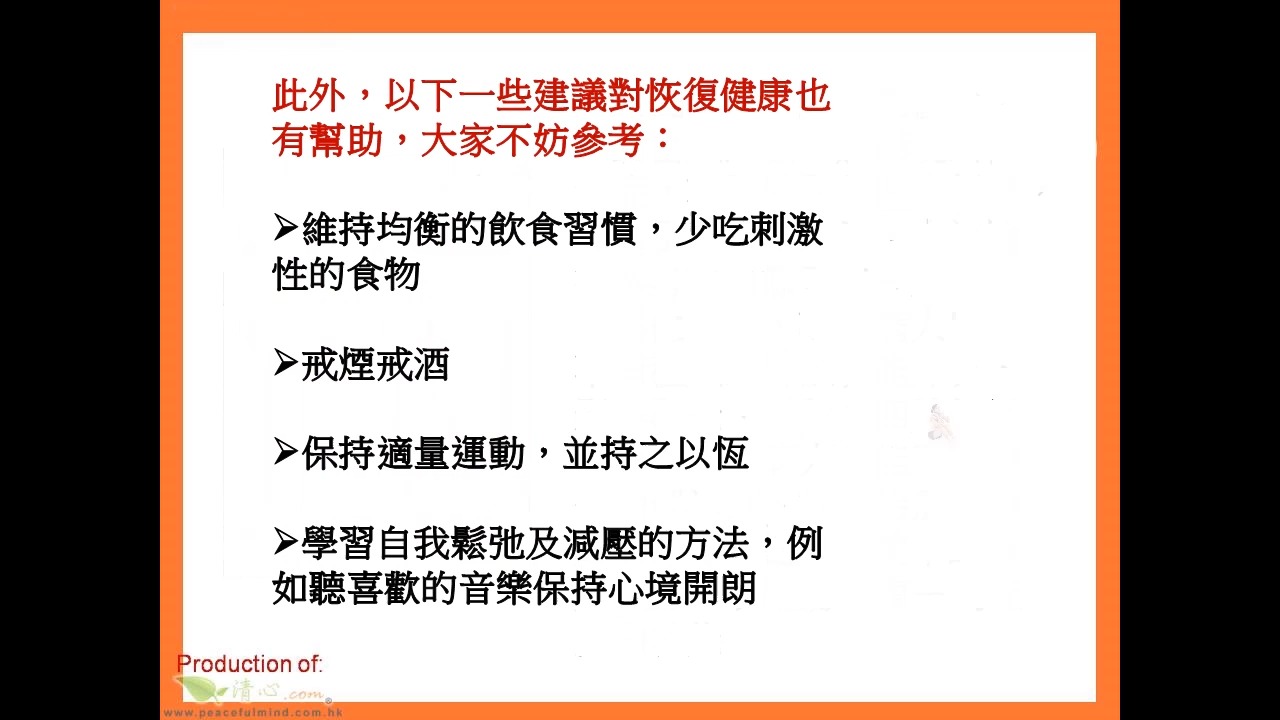 此外，以下一些建議對恢復健康也
有幫助，大家不妨參考：
➢維持均衡的飲食習慣，少吃刺激
性的食物
➢戒煙戒酒
➢保持適量運動，並持之以恆
➢學習自我鬆弛及減壓的方法，例
如聽喜歡的音樂保持心境開朗
Production of:
清心.com®
www.peacefulmind.com.hk